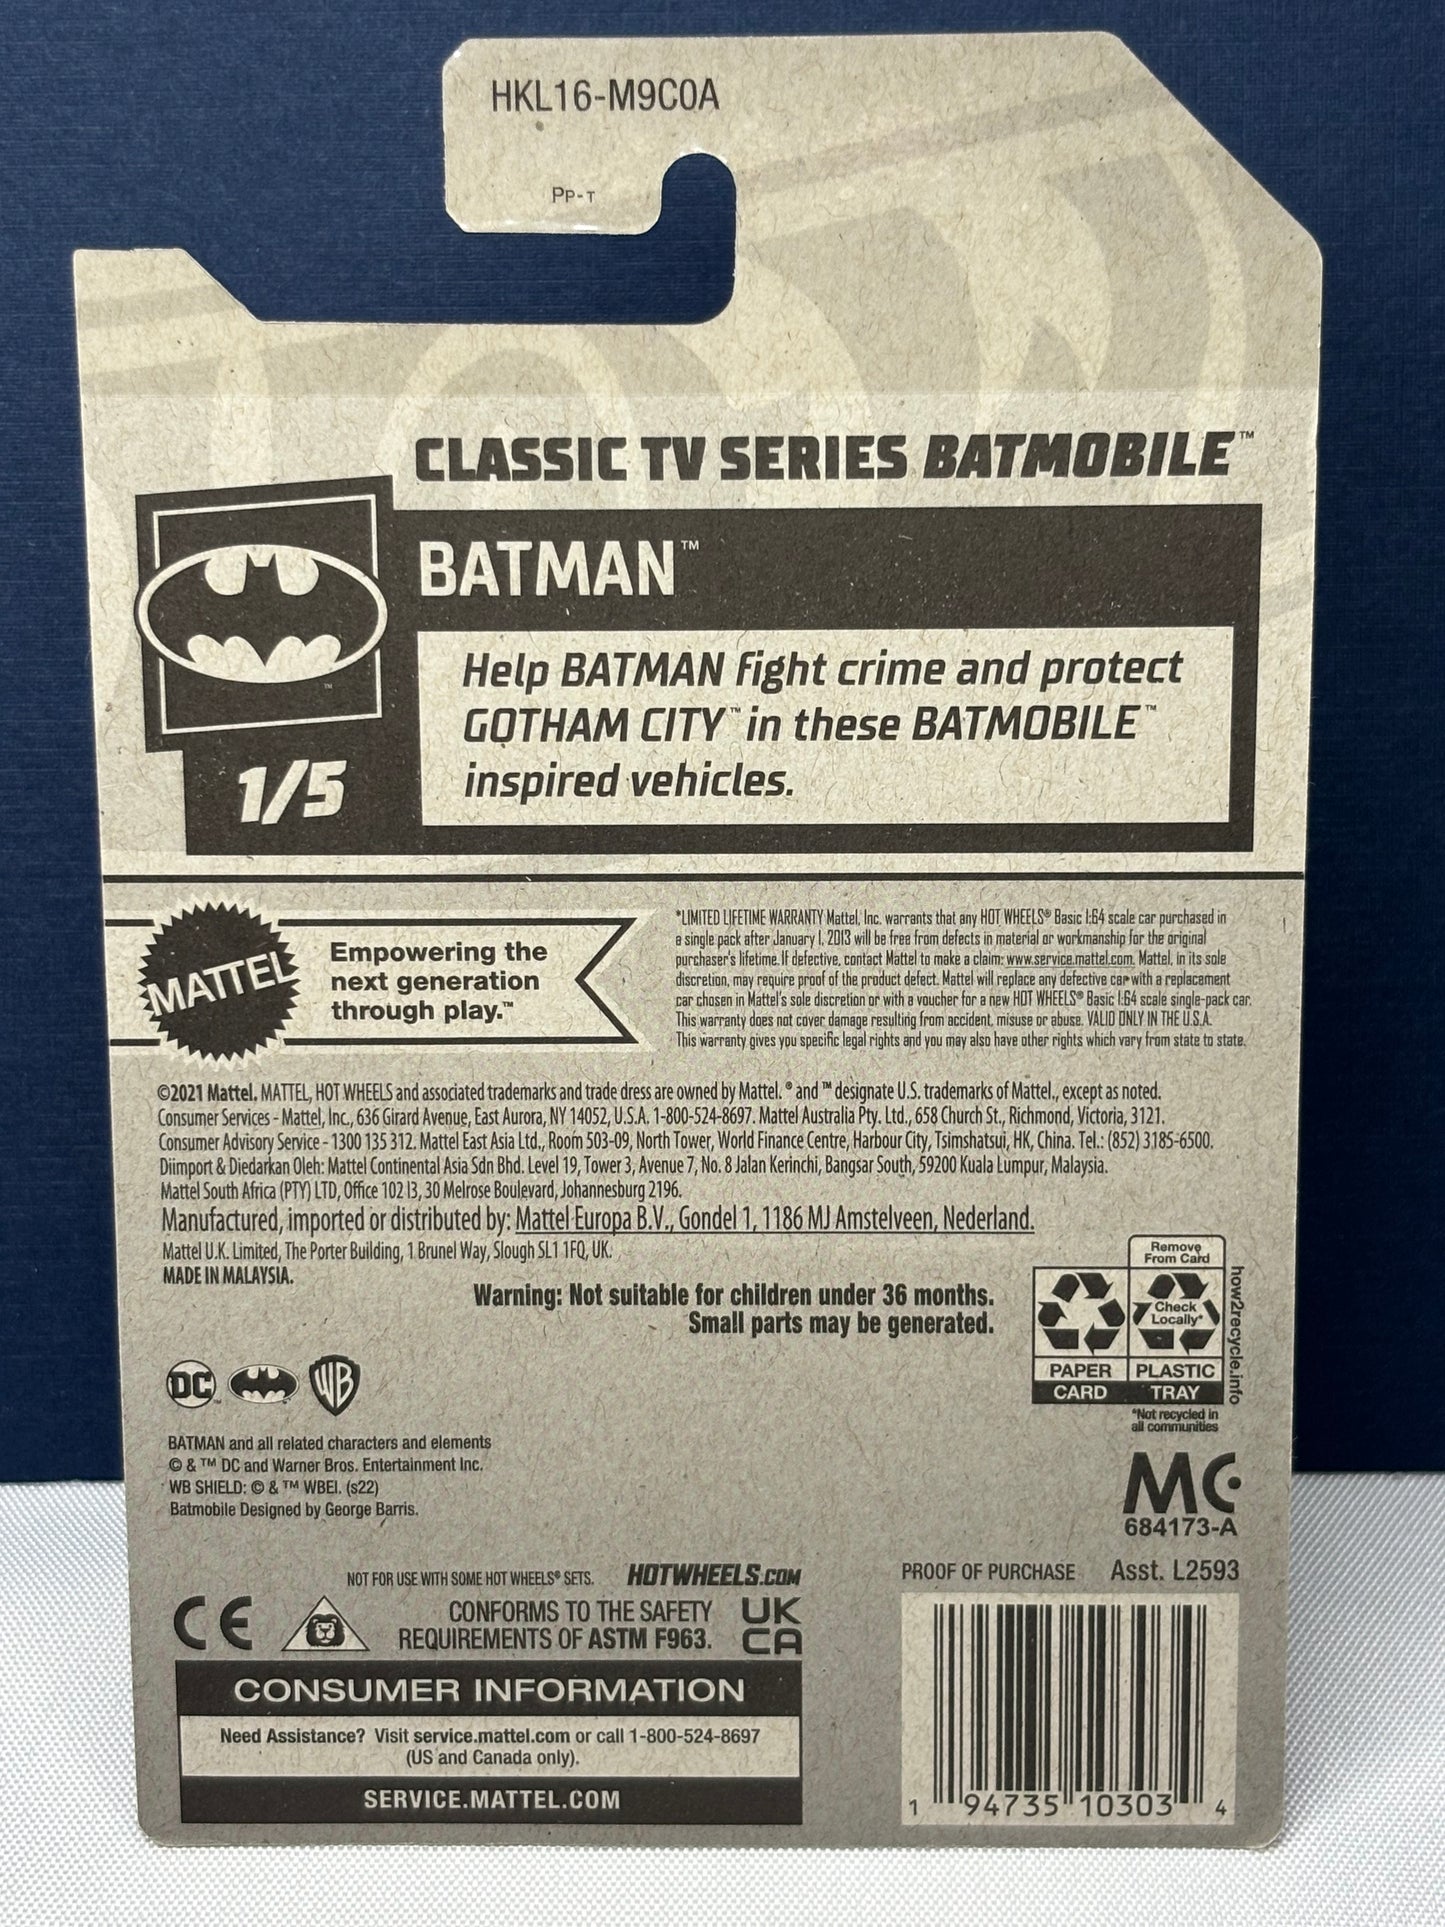 HKL16-M9C0A
PP-T
CLASSIC TV SERIES BATMOBILE™
BATMAN™
™
1/5
Help BATMAN fight crime and protect
GOTHAM CITY™ in these BATMOBILE™
inspired vehicles.
MATTEL
Empowering the
next generation
through play.™
*LIMITED LIFETIME WARRANTY Mattel, Inc. warrants that any HOT WHEELS® Basic 1:64 scale car purchased in
a single pack after January 1, 2013 will be free from defects in material or workmanship for the original
purchaser's lifetime. If defective, contact Mattel to make a claim: www.service.mattel.com. Mattel, in its sole
discretion, may require proof of the product defect. Mattel will replace any defective car with a replacement
car chosen in Mattel's sole discretion or with a voucher for a new HOT WHEELS® Basic 1:64 scale single-pack car.
This warranty does not cover damage resulting from accident, misuse or abuse. VALID ONLY IN THE U.S.A.
This warranty gives you specific legal rights and you may also have other rights which vary from state to state.
©2021 Mattel. MATTEL, HOT WHEELS and associated trademarks and trade dress are owned by Mattel. ® and ™ designate U.S. trademarks of Mattel., except as noted.
Consumer Services - Mattel, Inc., 636 Girard Avenue, East Aurora, NY 14052, U.S.A. 1-800-524-8697. Mattel Australia Pty. Ltd., 658 Church St., Richmond, Victoria, 3121.
Consumer Advisory Service - 1300 135 312. Mattel East Asia Ltd., Room 503-09, North Tower, World Finance Centre, Harbour City, Tsimshatsui, HK, China. Tel.: (852) 3185-6500.
Diimport & Diedarkan Oleh: Mattel Continental Asia Sdn Bhd. Level 19, Tower 3, Avenue 7, No. 8 Jalan Kerinchi, Bangsar South, 59200 Kuala Lumpur, Malaysia.
Mattel South Africa (PTY) LTD, Office 102 I3, 30 Melrose Boulevard, Johannesburg 2196.
Manufactured, imported or distributed by: Mattel Europa B.V., Gondel 1, 1186 MJ Amstelveen, Nederland.
Mattel U.K. Limited, The Porter Building, 1 Brunel Way, Slough SL1 1FQ, UK.
MADE IN MALAYSIA.
Warning: Not suitable for children under 36 months.
Small parts may be generated.
Remove
From Card
Check
Locally*
PAPER
CARD
PLASTIC
TRAY
how2recycle.info
*Not recycled in
all communities
DC™
WB
BATMAN and all related characters and elements
© & ™ DC and Warner Bros. Entertainment Inc.
WB SHIELD: © & ™ WBEI. (s22)
Batmobile Designed by George Barris.
MC
684173-A
NOT FOR USE WITH SOME HOT WHEELS® SETS.
HOTWHEELS.COM
CE
CONFORMS TO THE SAFETY
REQUIREMENTS OF ASTM F963.
UK
CA
PROOF OF PURCHASE
Asst. L2593
CONSUMER INFORMATION
Need Assistance? Visit service.mattel.com or call 1-800-524-8697
(US and Canada only).
SERVICE.MATTEL.COM
1 94735 10303 4